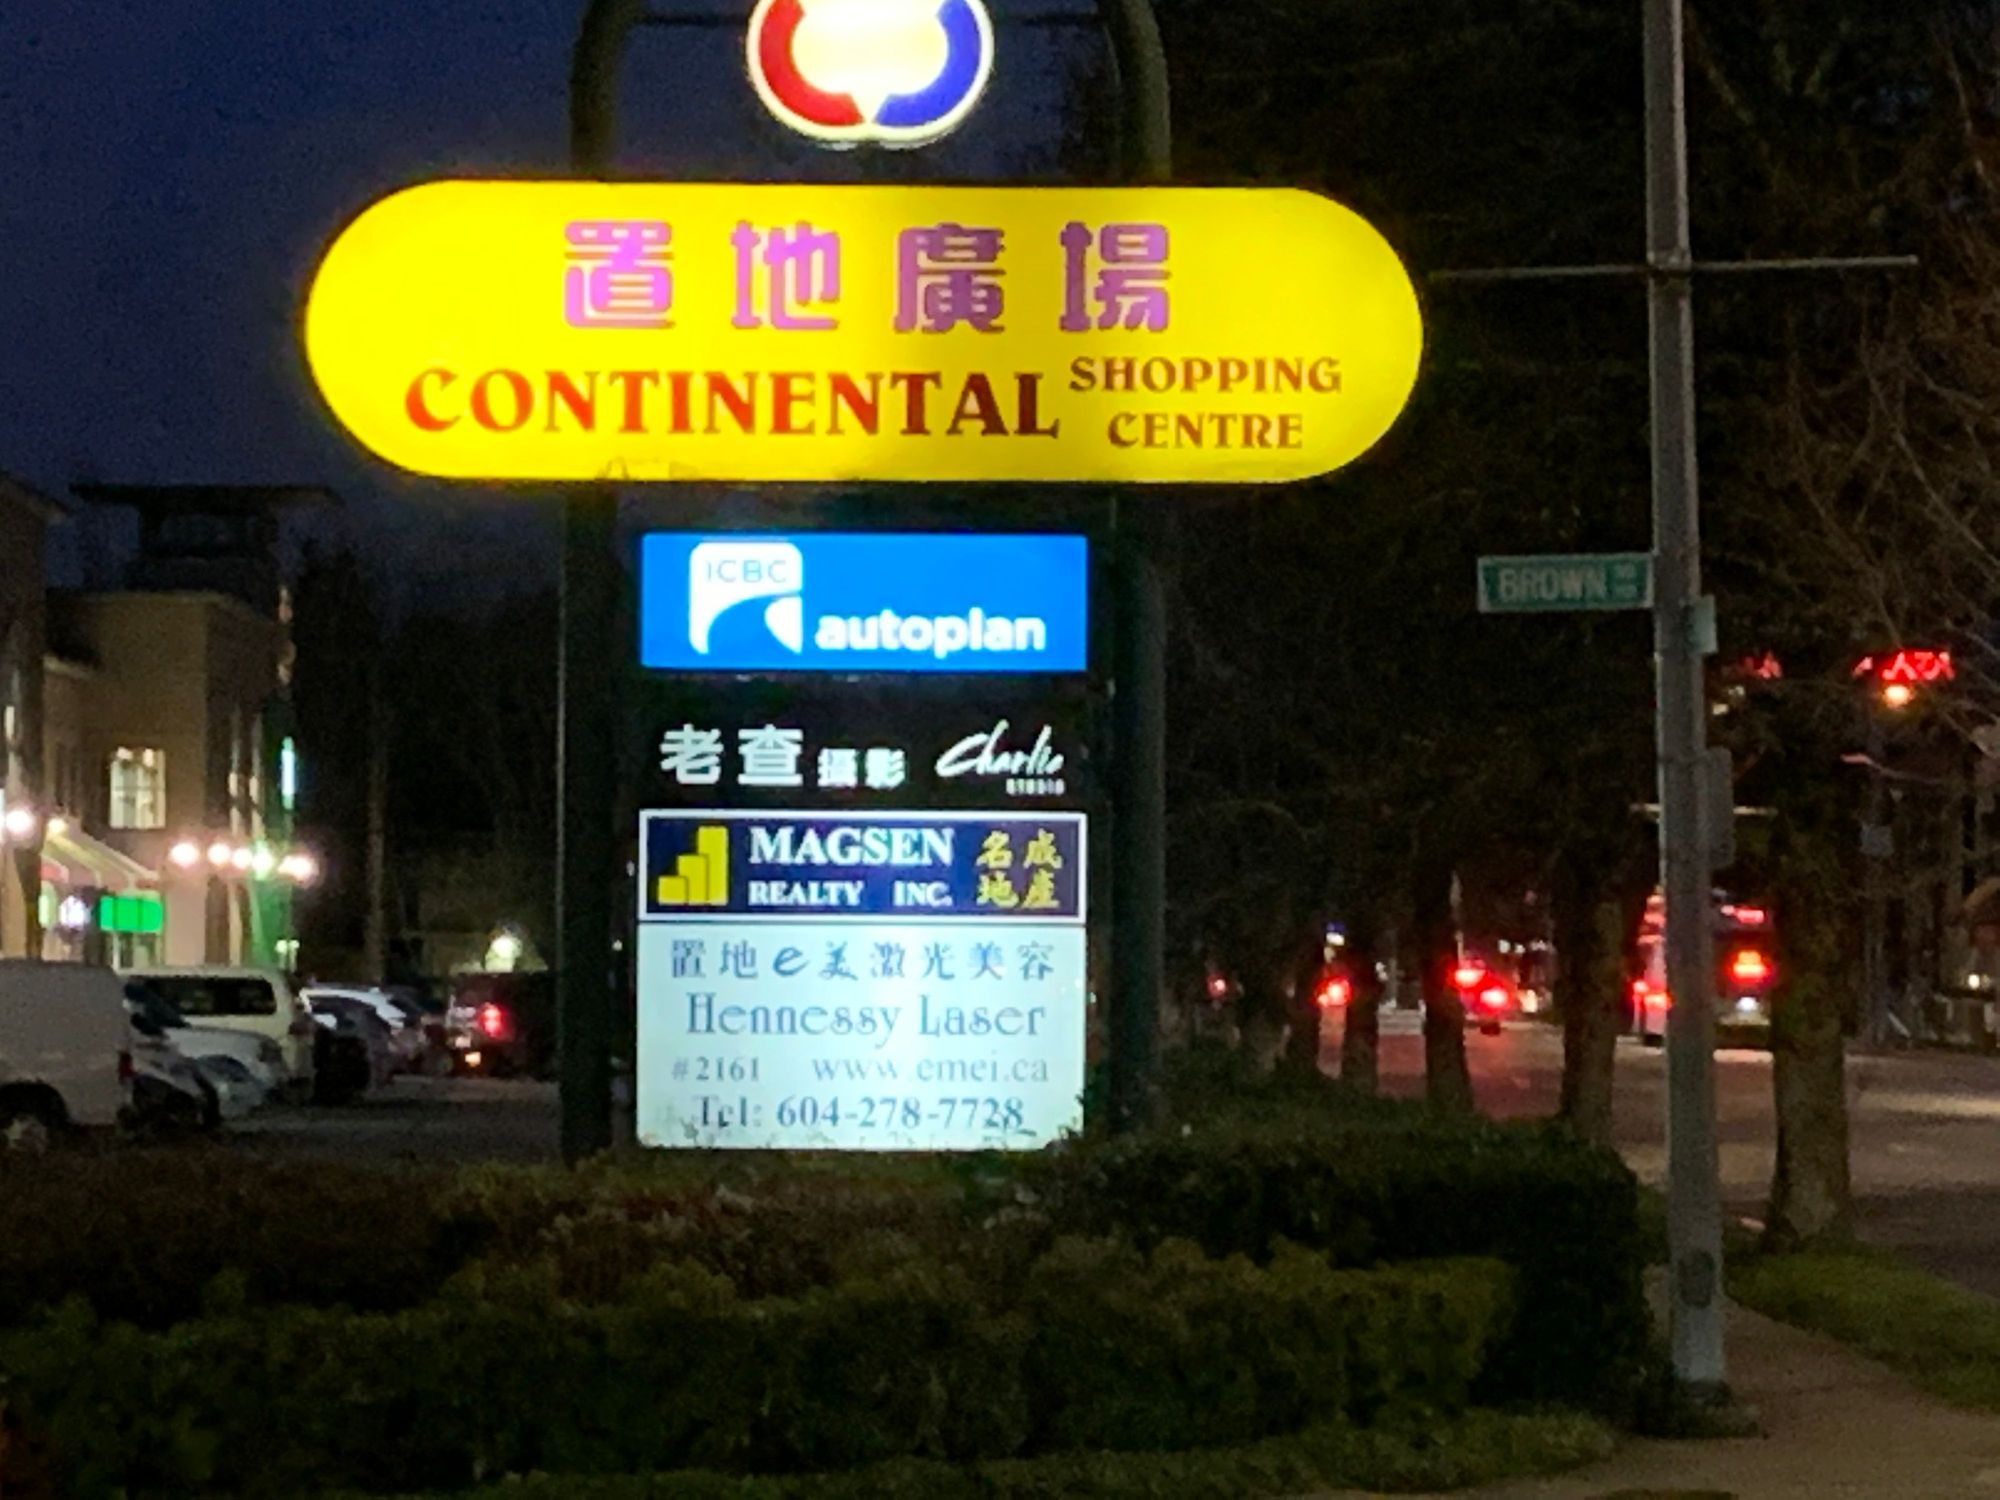 置地廣場
CONTINENTAL SHOPPING CENTRE
ICBC
autoplan
老查攝影 Charlie
STUDIO
MAGSEN 名成
REALTY INC. 地產
置地e美激光美容
Hennessy Laser
#2161 www.emei.ca
Tel: 604-278-7728
BROWN RD